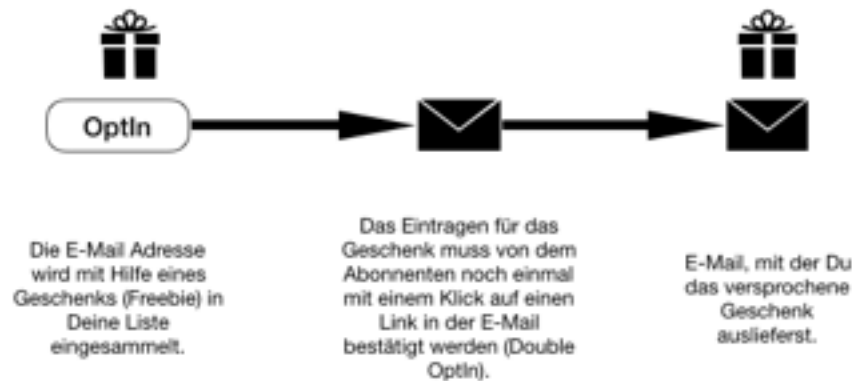 OptIn
Die E-Mail Adresse
wird mit Hilfe eines
Geschenks (Freebie) in
Deine Liste
eingesammelt.
Das Eintragen für das
Geschenk muss von dem
Abonnenten noch einmal
mit einem Klick auf einen
Link in der E-Mail
bestätigt werden (Double
OptIn).
E-Mail, mit der Du
das versprochene
Geschenk
auslieferst.